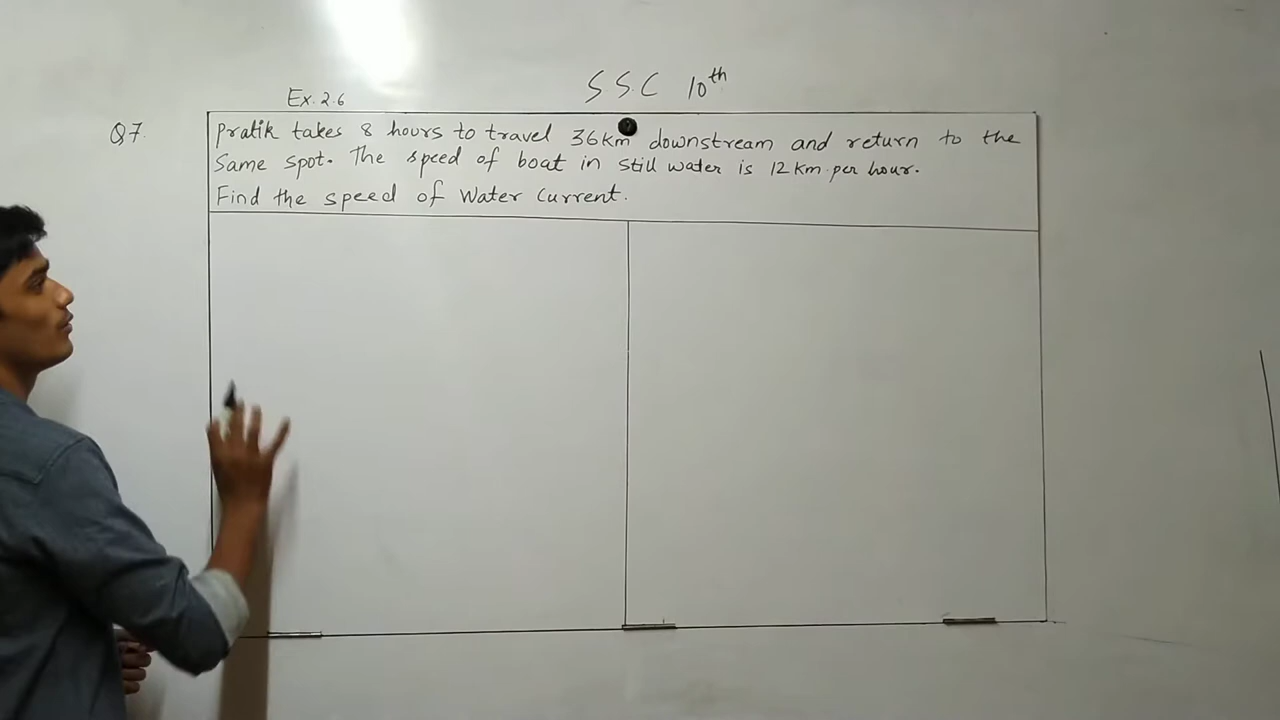 SSC 10th
Ex. 2.6
Q7.
Pratik takes 8 hours to travel 36km downstream and return to the
Same spot. The speed of boat in still water is 12 km per hour.
Find the speed of Water Current.